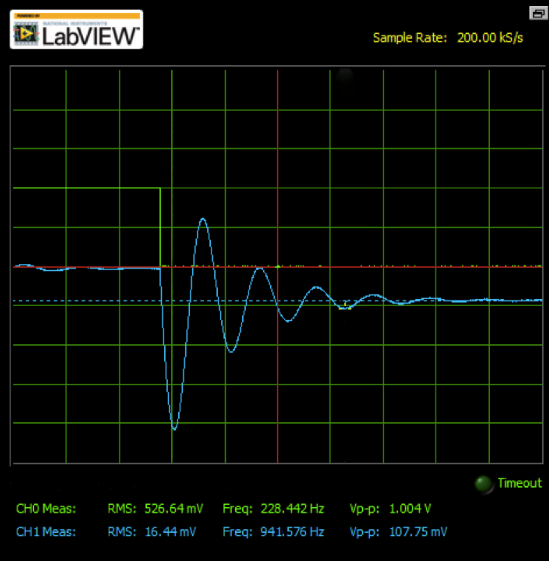 POWERED BY
NATIONAL INSTRUMENTS
LabVIEW™
Sample Rate: 200.00 kS/s
Timeout
CH0 Meas: RMS: 526.64 mV Freq: 228.442 Hz Vp-p: 1.004 V
CH1 Meas: RMS: 16.44 mV Freq: 941.576 Hz Vp-p: 107.75 mV